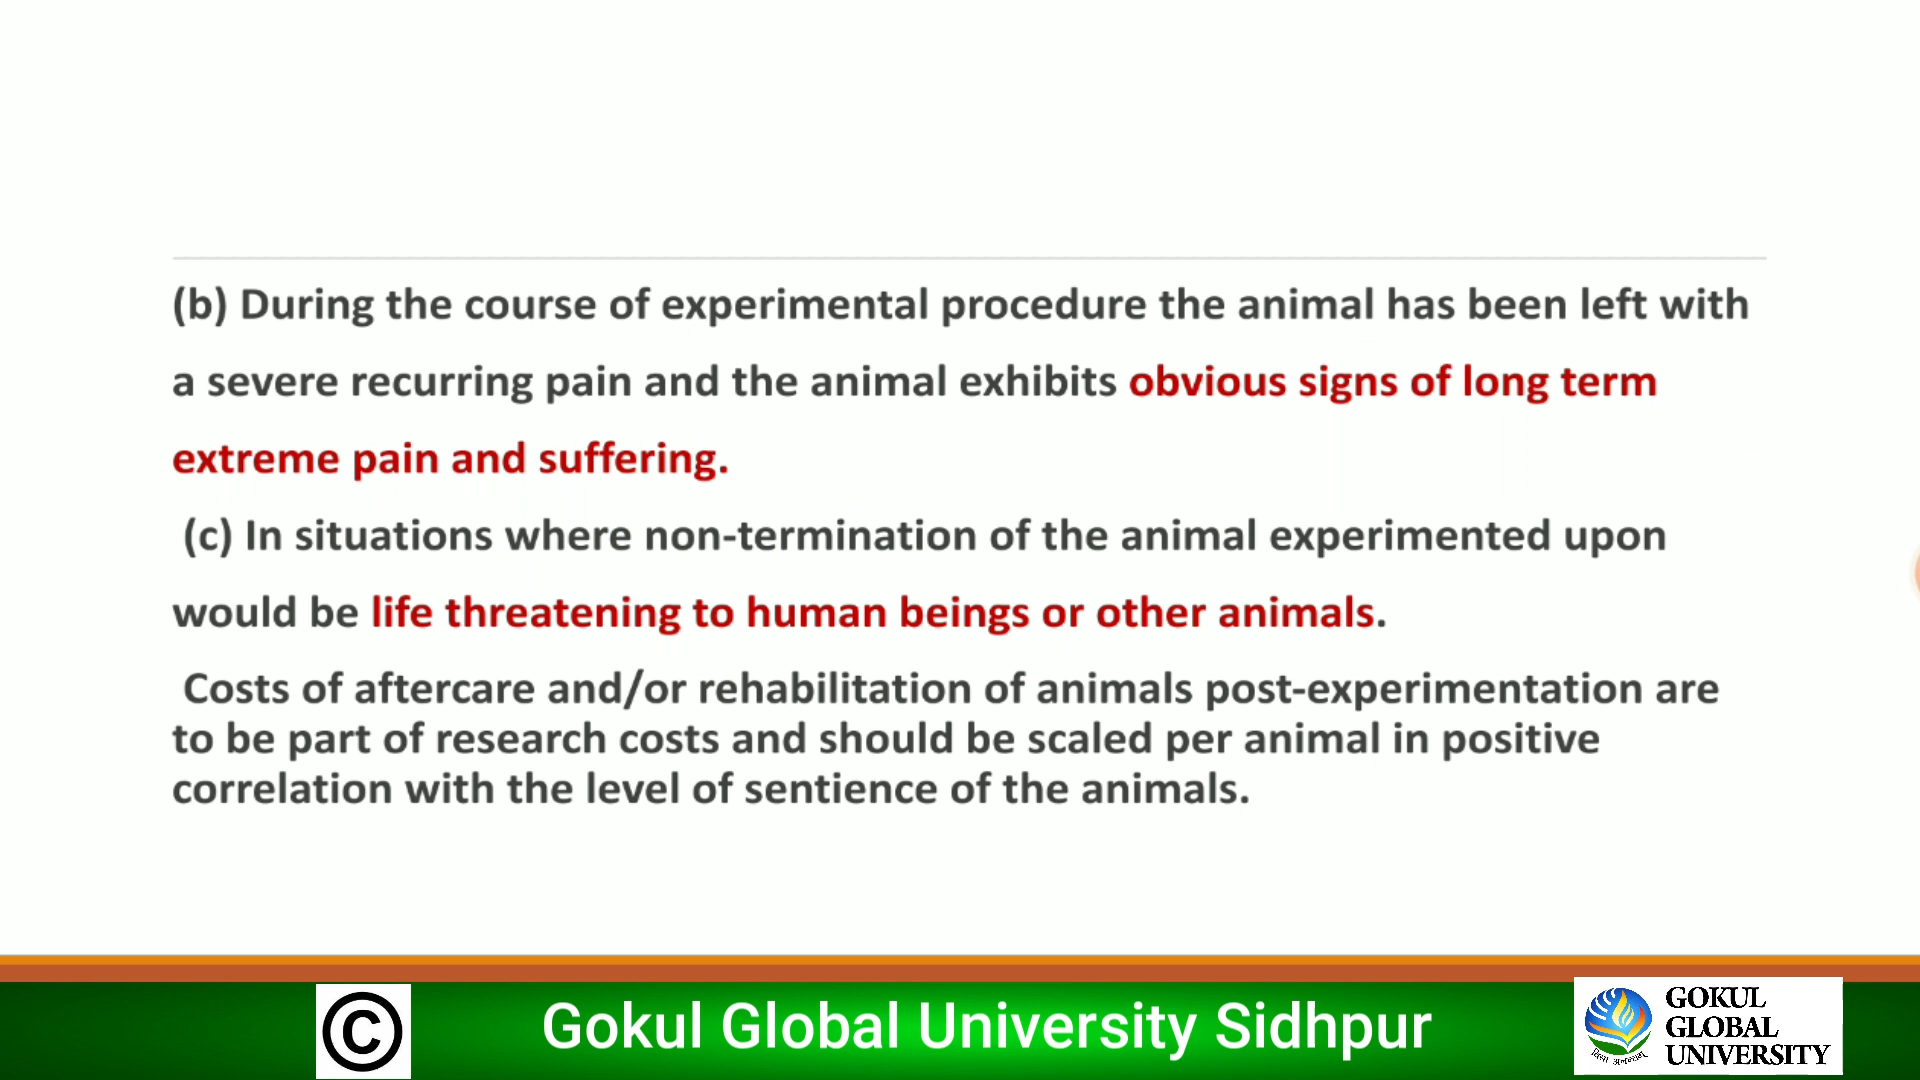 (b) During the course of experimental procedure the animal has been left with
a severe recurring pain and the animal exhibits obvious signs of long term
extreme pain and suffering.
(c) In situations where non-termination of the animal experimented upon
would be life threatening to human beings or other animals.
Costs of aftercare and/or rehabilitation of animals post-experimentation are
to be part of research costs and should be scaled per animal in positive
correlation with the level of sentience of the animals.
© Gokul Global University Sidhpur
GOKUL
GLOBAL
UNIVERSITY